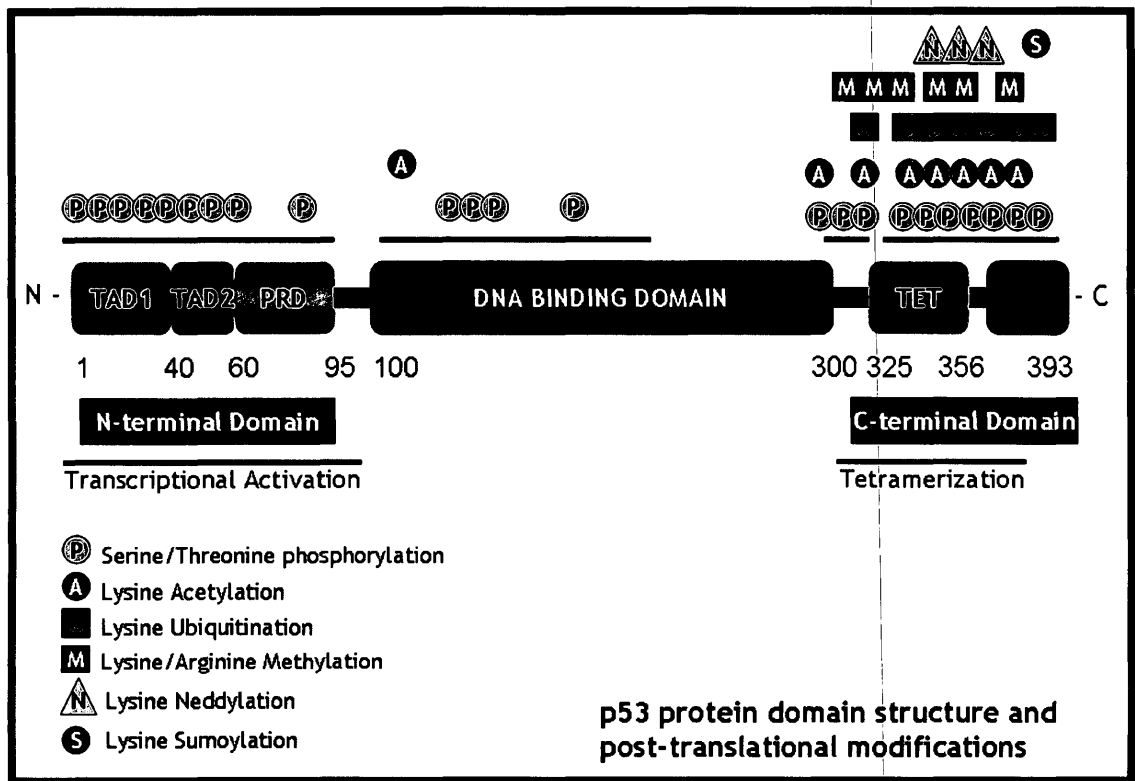 N N N S
M M M M M M
A A A A A A A A
P P P P P P P P P P P P P P P P P P P P P P P
N - TAD1 TAD2 PRD DNA BINDING DOMAIN TET - C
1 40 60 95 100 300 325 356 393
N-terminal Domain C-terminal Domain
Transcriptional Activation Tetramerization
P Serine/Threonine phosphorylation
A Lysine Acetylation
Lysine Ubiquitination
M Lysine/Arginine Methylation
N Lysine Neddylation
S Lysine Sumoylation
p53 protein domain structure and
post-translational modifications